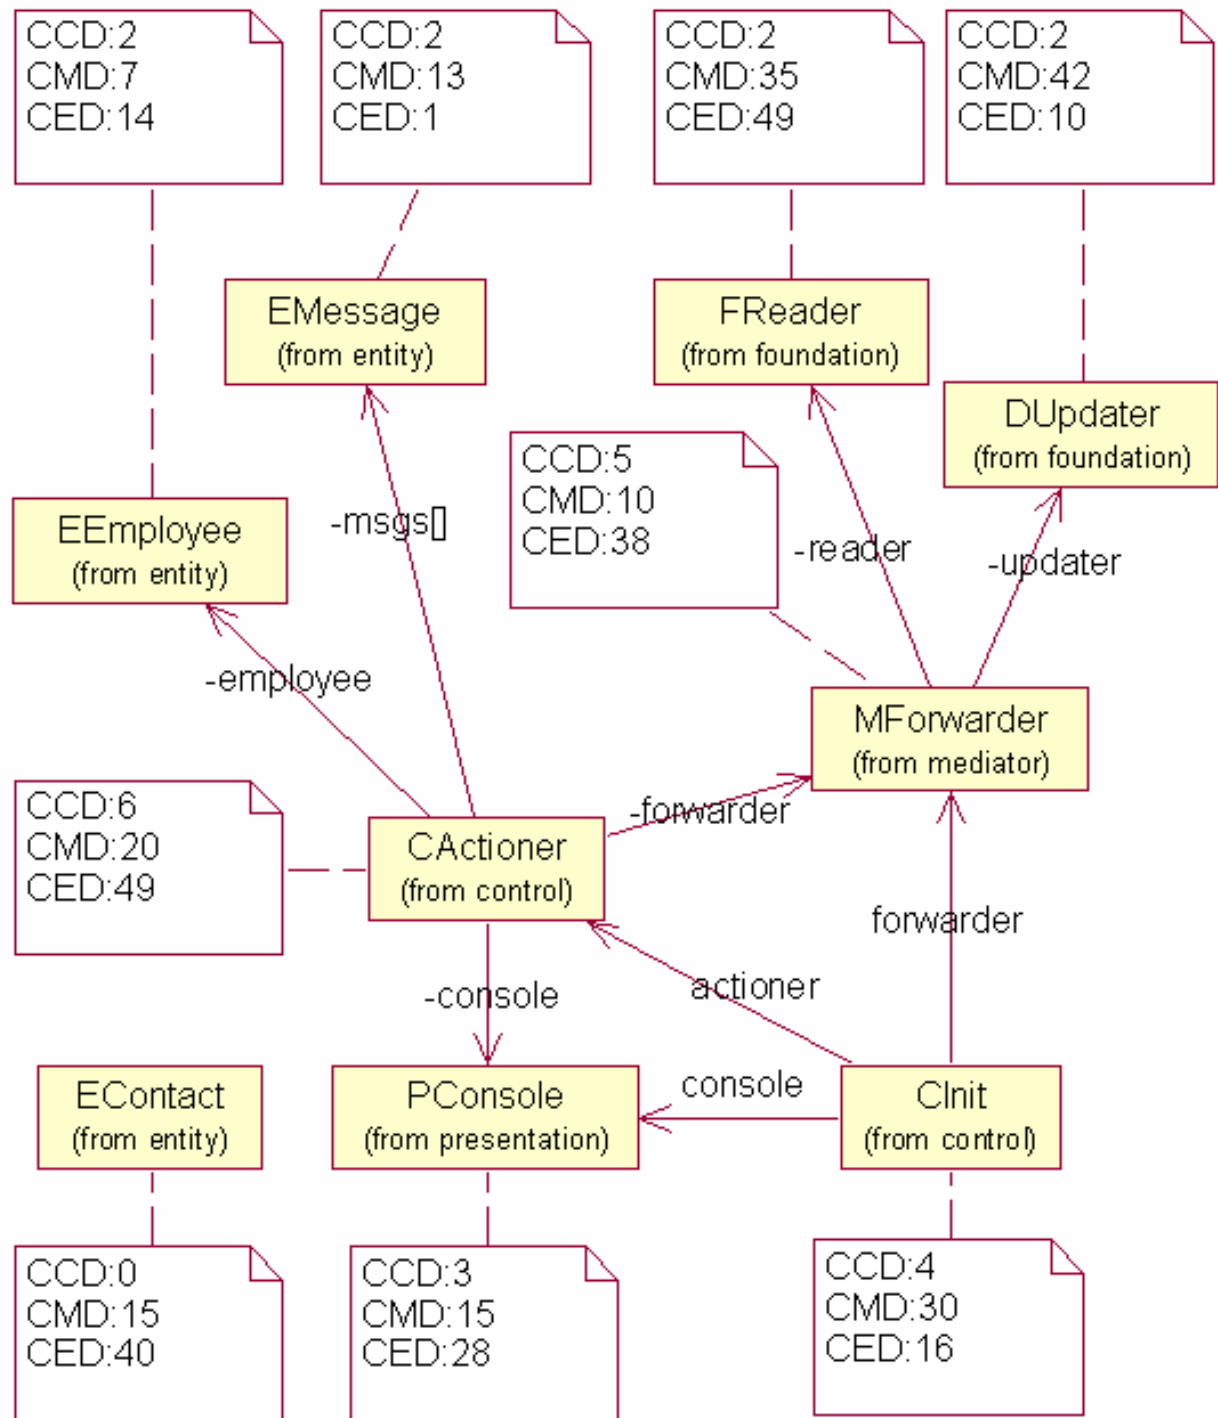 CCD:2
CMD:7
CED:14
CCD:2
CMD:13
CED:1
CCD:2
CMD:35
CED:49
CCD:2
CMD:42
CED:10
EMessage
(from entity)
FReader
(from foundation)
DUpdater
(from foundation)
CCD:5
CMD:10
CED:38
EEmployee
(from entity)
-msgs[]
-reader
-updater
-employee
MForwarder
(from mediator)
CCD:6
CMD:20
CED:49
-forwarder
CActioner
(from control)
forwarder
-console
actioner
EContact
(from entity)
PConsole
(from presentation)
console
CInit
(from control)
CCD:0
CMD:15
CED:40
CCD:3
CMD:15
CED:28
CCD:4
CMD:30
CED:16